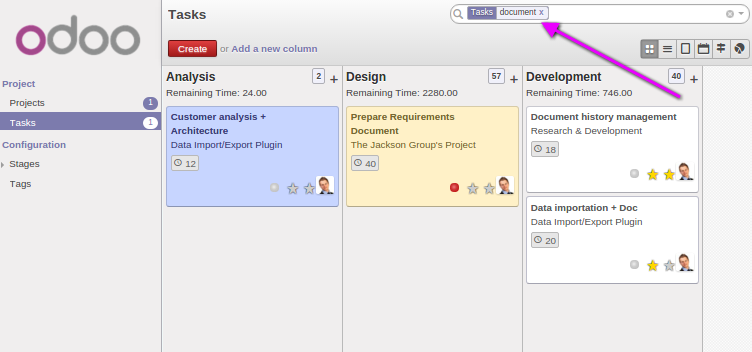 odoo
Project
Projects 1
Tasks 1
Configuration
Stages
Tags
Tasks
Tasks document x
Create or Add a new column
Analysis 2 +
Remaining Time: 24.00
Customer analysis +
Architecture
Data Import/Export Plugin
12
Design 57 +
Remaining Time: 2280.00
Prepare Requirements
Document
The Jackson Group's Project
40
Development 40 +
Remaining Time: 746.00
Document history management
Research & Development
18
Data importation + Doc
Data Import/Export Plugin
20